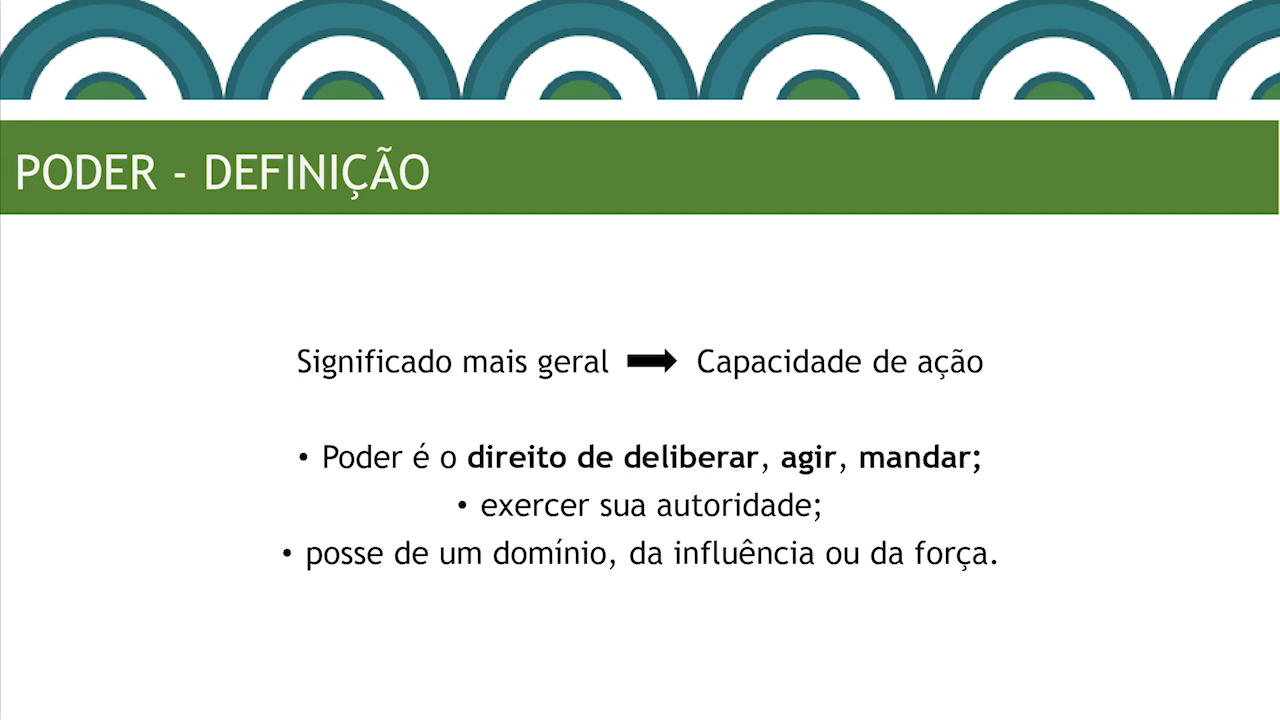 PODER - DEFINIÇÃO
Significado mais geral ➡ Capacidade de ação
• Poder é o direito de deliberar, agir, mandar;
• exercer sua autoridade;
• posse de um domínio, da influência ou da força.